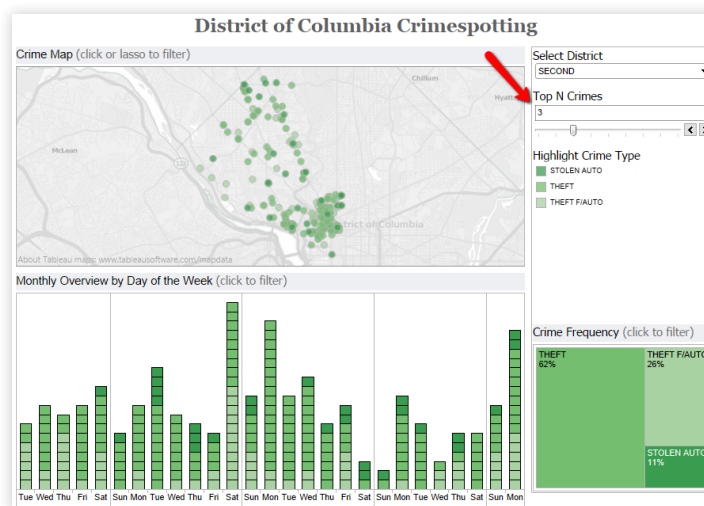 District of Columbia Crimespotting
Crime Map (click or lasso to filter)
Chillum
McLean
District of Columbia
About Tableau maps: www.tableausoftware.com/mapdata
Select District
SECOND
Top N Crimes
3
Highlight Crime Type
STOLEN AUTO
THEFT
THEFT F/AUTO
Monthly Overview by Day of the Week (click to filter)
Tue Wed Thu Fri Sat Sun Mon Tue Wed Thu Fri Sat Sun Mon Tue Wed Thu Fri Sat Sun Mon Tue Wed Thu Fri Sat Sun Mon
Crime Frequency (click to filter)
THEFT
62%
THEFT F/AUTO
26%
STOLEN AUTO
11%